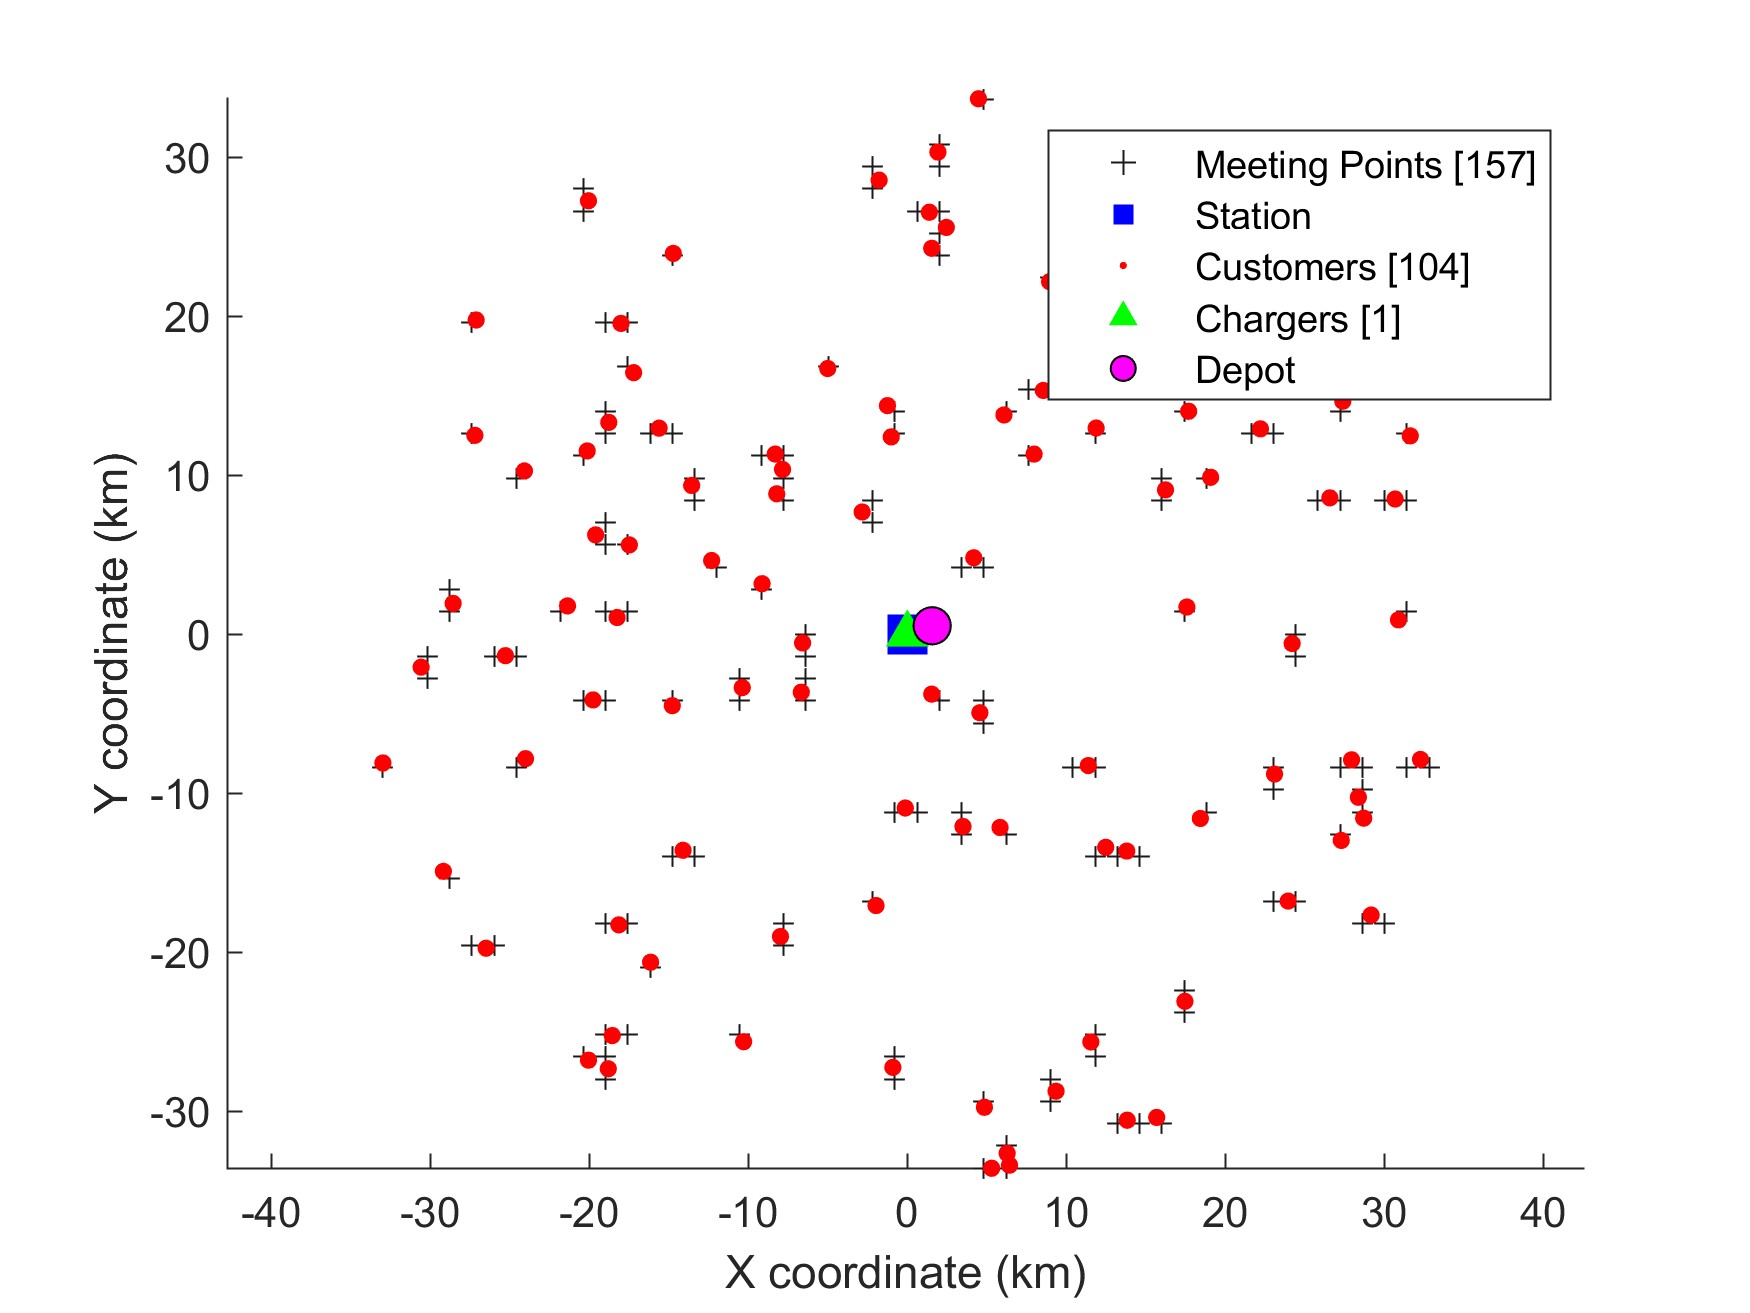 30
20
10
0
-10
-20
-30
Y coordinate (km)
Meeting Points [157]
Station
Customers [104]
Chargers [1]
Depot
-40 -30 -20 -10 0 10 20 30 40
X coordinate (km)